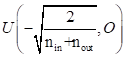 U(-√(2/(n_in+n_out)), O)